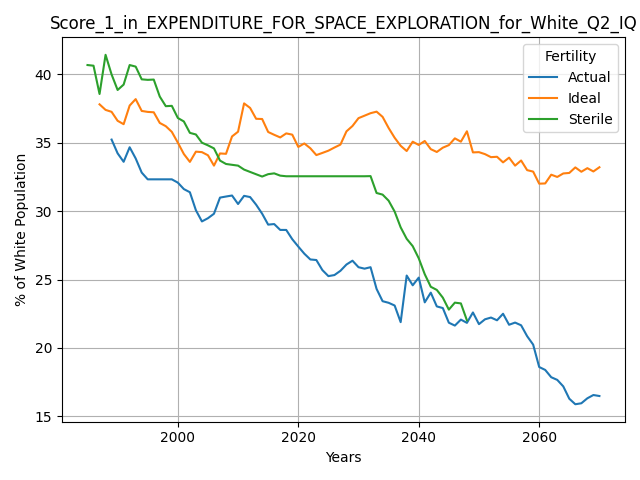 Score_1_in_EXPENDITURE_FOR_SPACE_EXPLORATION_for_White_Q2_IQ
Fertility
Actual
Ideal
Sterile
% of White Population
40
35
30
25
20
15
2000
2020
2040
2060
Years